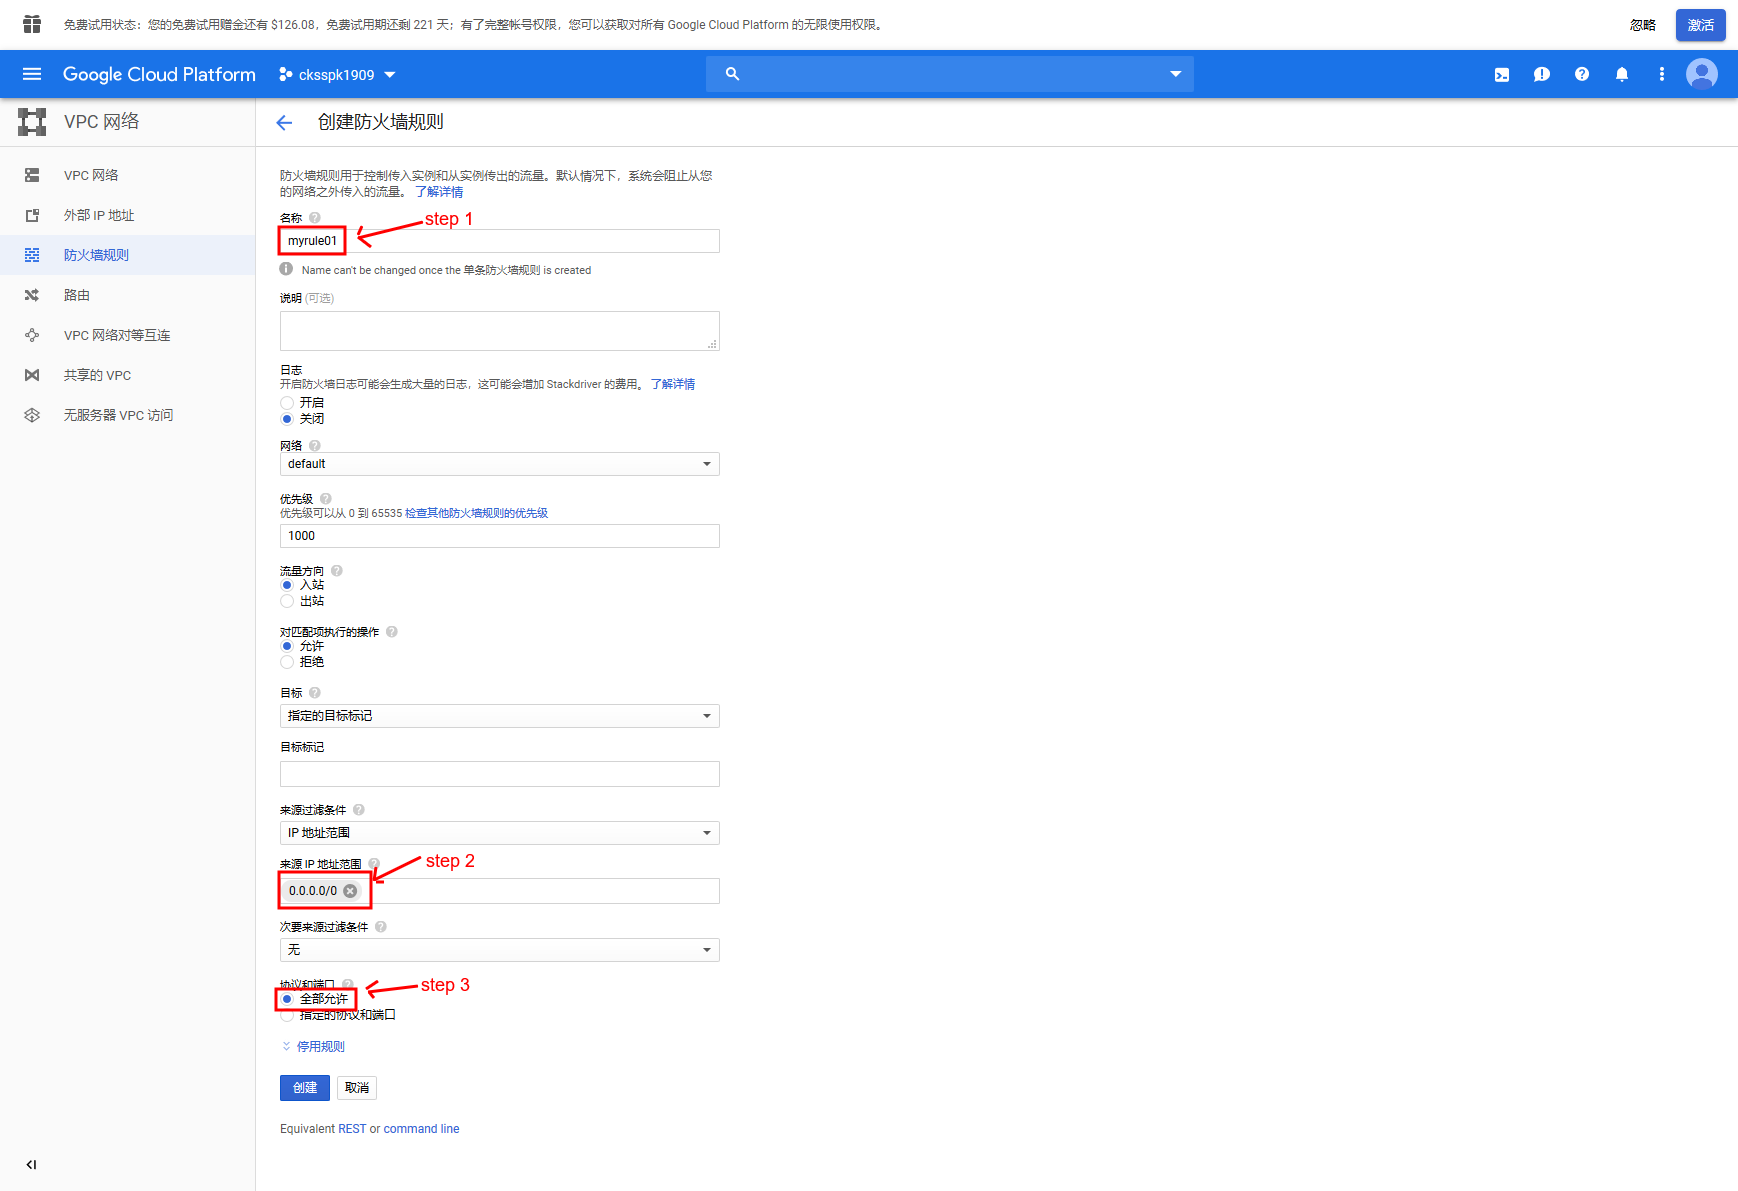 免费试用状态：您的免费试用赠金还有 $126.08，免费试用期还剩 221 天；有了完整帐号权限，您可以获取对所有 Google Cloud Platform 的无限使用权限。
忽略
激活
Google Cloud Platform
cksspk1909
VPC 网络
创建防火墙规则
VPC 网络
外部 IP 地址
防火墙规则
路由
VPC 网络对等互连
共享的 VPC
无服务器 VPC 访问
防火墙规则用于控制传入实例和从实例传出的流量。默认情况下，系统会阻止从您
的网络之外传入的流量。 了解详情
名称
step 1
myrule01
Name can't be changed once the 单条防火墙规则 is created
说明 (可选)
日志
开启防火墙日志可能会生成大量的日志，这可能会增加 Stackdriver 的费用。 了解详情
开启
关闭
网络
default
优先级
优先级可以从 0 到 65535 检查其他防火墙规则的优先级
1000
流量方向
入站
出站
对匹配项执行的操作
允许
拒绝
目标
指定的目标标记
目标标记
来源过滤条件
IP 地址范围
来源 IP 地址范围
step 2
0.0.0.0/0
次要来源过滤条件
无
协议和端口
step 3
全部允许
指定的协议和端口
停用规则
创建
取消
Equivalent REST or command line